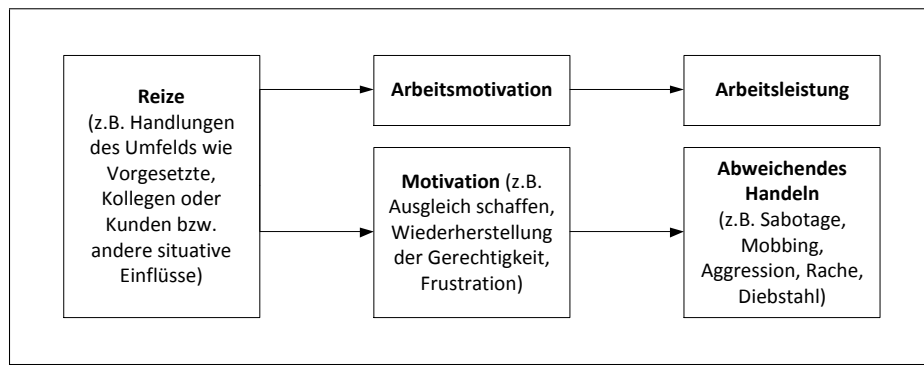 Reize
(z.B. Handlungen
des Umfelds wie
Vorgesetzte,
Kollegen oder
Kunden bzw.
andere situative
Einflüsse)
Arbeitsmotivation
Arbeitsleistung
Motivation (z.B.
Ausgleich schaffen,
Wiederherstellung
der Gerechtigkeit,
Frustration)
Abweichendes
Handeln
(z.B. Sabotage,
Mobbing,
Aggression, Rache,
Diebstahl)